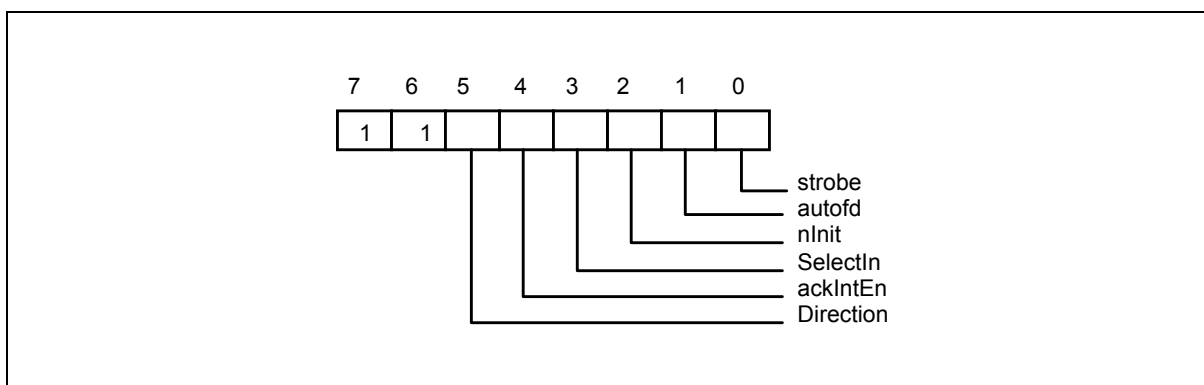 7 6 5 4 3 2 1 0
1 1
strobe
autofd
nInit
SelectIn
ackIntEn
Direction